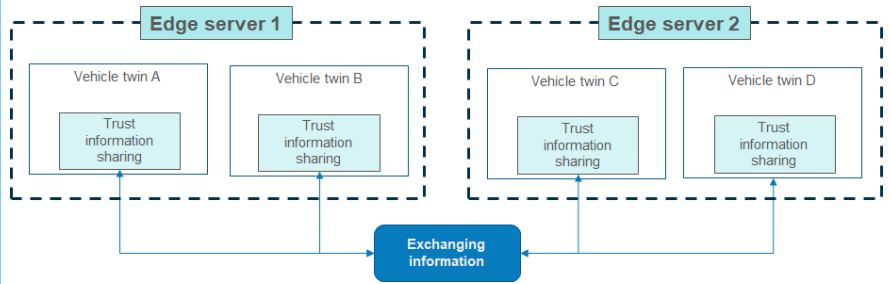 Edge server 1
Edge server 2
Vehicle twin A
Vehicle twin B
Vehicle twin C
Vehicle twin D
Trust
information
sharing
Trust
information
sharing
Trust
information
sharing
Trust
information
sharing
Exchanging
information